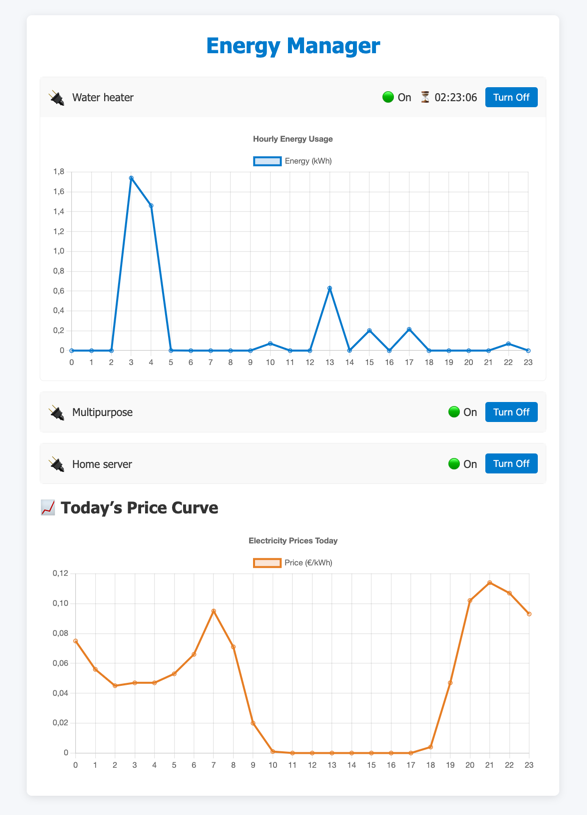 Energy Manager
Water heater On 02:23:06 Turn Off
Hourly Energy Usage
Energy (kWh)
1,8
1,6
1,4
1,2
1,0
0,8
0,6
0,4
0,2
0
0 1 2 3 4 5 6 7 8 9 10 11 12 13 14 15 16 17 18 19 20 21 22 23
Multipurpose On Turn Off
Home server On Turn Off
Today’s Price Curve
Electricity Prices Today
Price (€/kWh)
0,12
0,10
0,08
0,06
0,04
0,02
0
0 1 2 3 4 5 6 7 8 9 10 11 12 13 14 15 16 17 18 19 20 21 22 23